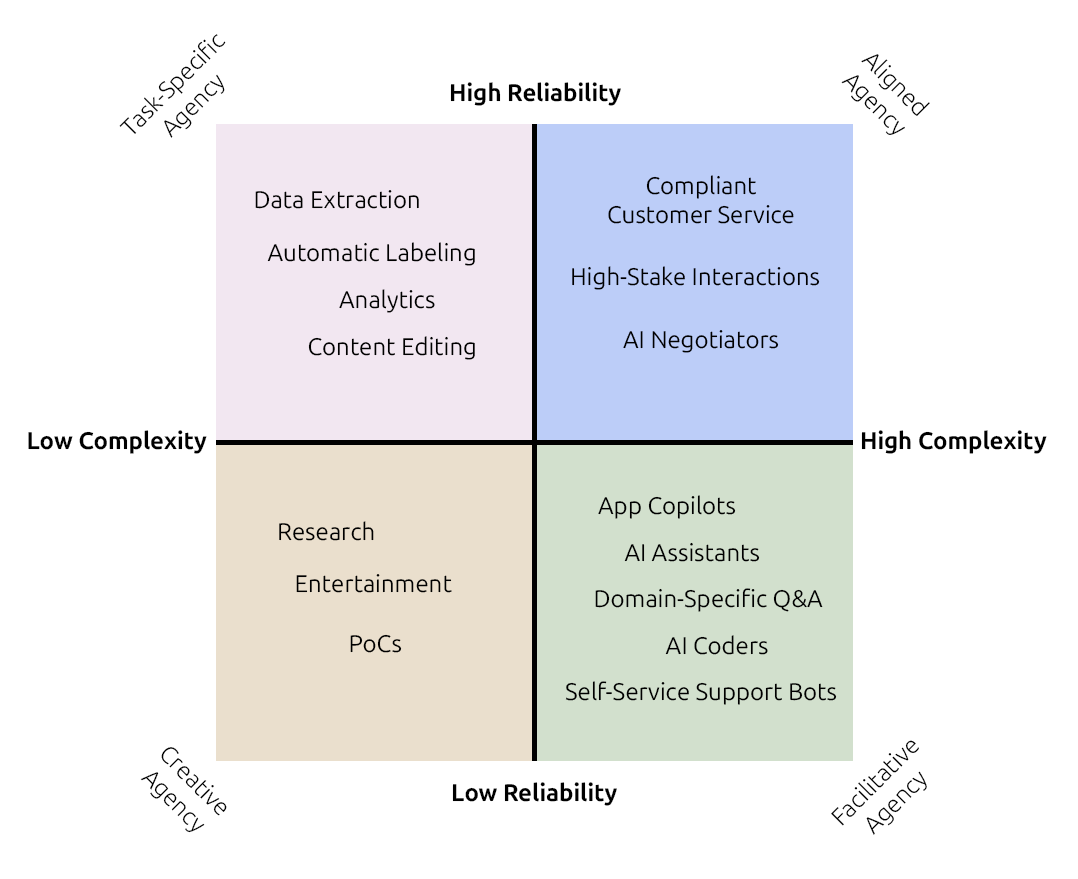 Task-Specific
Agency
High Reliability
Aligned
Agency
Data Extraction
Automatic Labeling
Analytics
Content Editing
Compliant
Customer Service
High-Stake Interactions
AI Negotiators
Low Complexity
High Complexity
Research
Entertainment
PoCs
App Copilots
AI Assistants
Domain-Specific Q&A
AI Coders
Self-Service Support Bots
Creative
Agency
Low Reliability
Facilitative
Agency